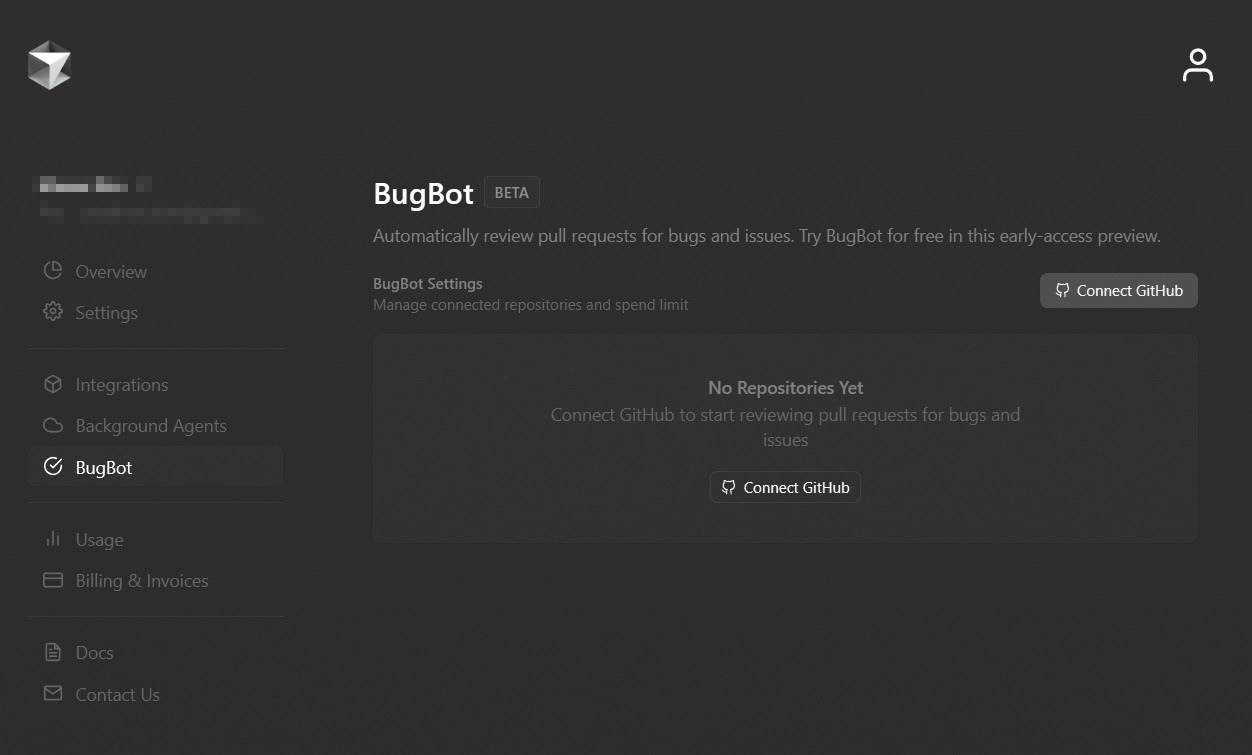 Overview
Settings
Integrations
Background Agents
BugBot
Usage
Billing & Invoices
Docs
Contact Us
BugBot BETA
Automatically review pull requests for bugs and issues. Try BugBot for free in this early-access preview.
BugBot Settings
Manage connected repositories and spend limit
Connect GitHub
No Repositories Yet
Connect GitHub to start reviewing pull requests for bugs and
issues
Connect GitHub